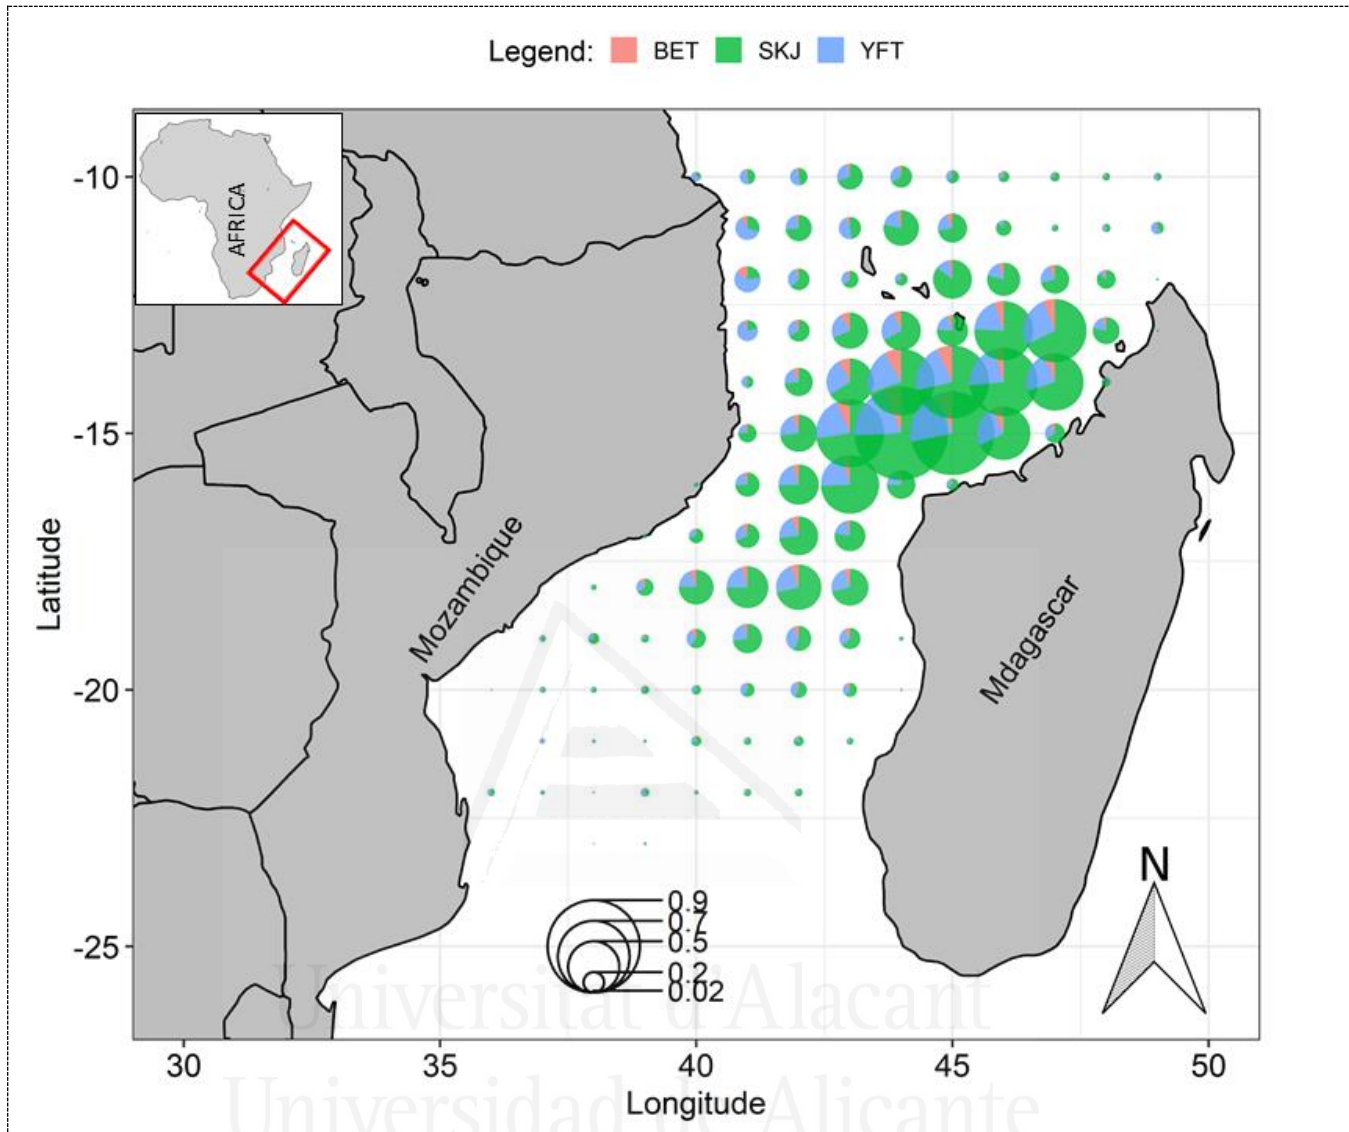 Legend: BET SKJ YFT
AFRICA
-10
-15
-20
-25
Latitude
Mozambique
Mdagascar
N
0.9
0.7
0.5
0.2
0.02
30 35 40 45 50
Longitude
Universitat d'Alacant
Universidad de Alicante